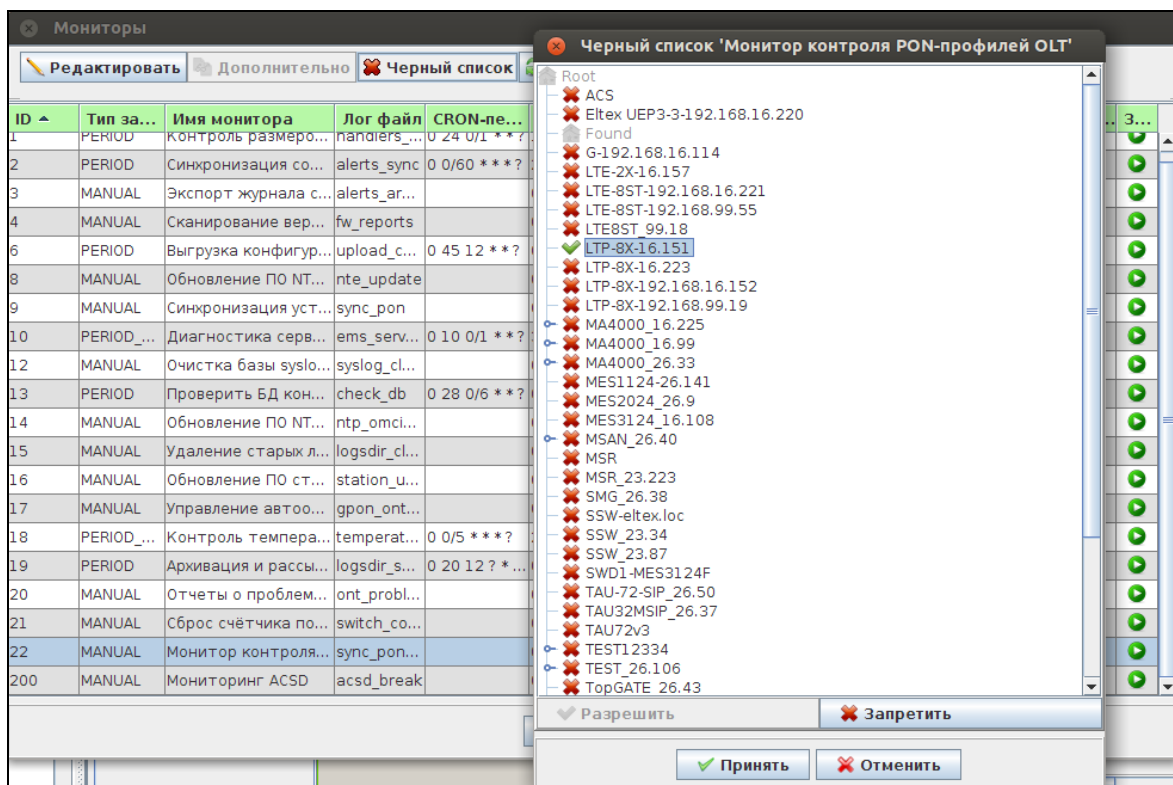 Мониторы
Редактировать Дополнительно Черный список
ID Тип за... Имя монитора Лог файл CRON-пе... З...
1 PERIOD Контроль размеро... handlers_... 0 24 0/1 * * ?
2 PERIOD Синхронизация со... alerts_sync 0 0/60 * * * ?
3 MANUAL Экспорт журнала с... alerts_ar...
4 MANUAL Сканирование вер... fw_reports
6 PERIOD Выгрузка конфигур... upload_c... 0 45 12 * * ?
8 MANUAL Обновление ПО NT... nte_update
9 MANUAL Синхронизация уст... sync_pon
10 PERIOD_... Диагностика серв... ems_serv... 0 10 0/1 * * ?
12 MANUAL Очистка базы syslo... syslog_cl...
13 PERIOD Проверить БД кон... check_db 0 28 0/6 * * ?
14 MANUAL Обновление ПО NT... ntp_omci...
15 MANUAL Удаление старых л... logsdir_cl...
16 MANUAL Обновление ПО ст... station_u...
17 MANUAL Управление автоо... gpon_ont...
18 PERIOD_... Контроль темпера... temperat... 0 0/5 * * * ?
19 PERIOD Архивация и рассы... logsdir_s... 0 20 12 ? * ...
20 MANUAL Отчеты о проблем... ont_probl...
21 MANUAL Сброс счётчика по... switch_co...
22 MANUAL Монитор контроля... sync_pon...
200 MANUAL Мониторинг ACSD acsd_break
Черный список 'Монитор контроля PON-профилей OLT'
Root
ACS
Eltex UEP3-3-192.168.16.220
Found
G-192.168.16.114
LTE-2X-16.157
LTE-8ST-192.168.16.221
LTE-8ST-192.168.99.55
LTE8ST_99.18
LTP-8X-16.151
LTP-8X-16.223
LTP-8X-192.168.16.152
LTP-8X-192.168.99.19
MA4000_16.225
MA4000_16.99
MA4000_26.33
MES1124-26.141
MES2024_26.9
MES3124_16.108
MSAN_26.40
MSR
MSR_23.223
SMG_26.38
SSW-eltex.loc
SSW_23.34
SSW_23.87
SWD1-MES3124F
TAU-72-SIP_26.50
TAU32MSIP_26.37
TAU72v3
TEST12334
TEST_26.106
TopGATE_26.43
Разрешить Запретить
Принять Отменить